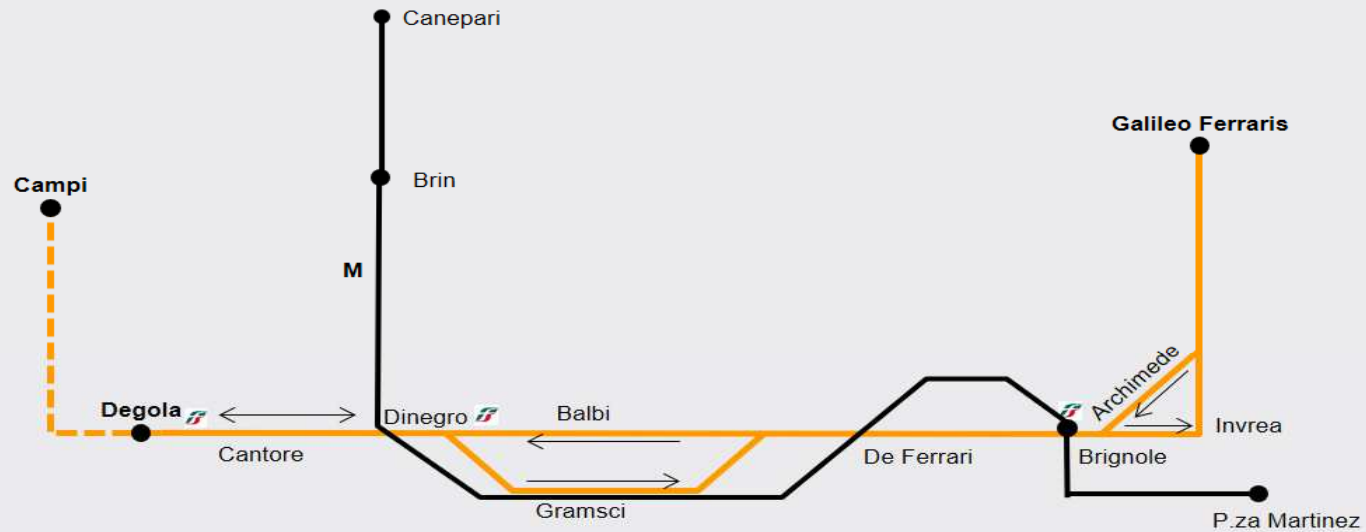 Canepari
Galileo Ferraris
Brin
Campi
M
Archimede
Degola
Dinegro
Balbi
Invrea
Cantore
De Ferrari
Brignole
Gramsci
P.za Martinez